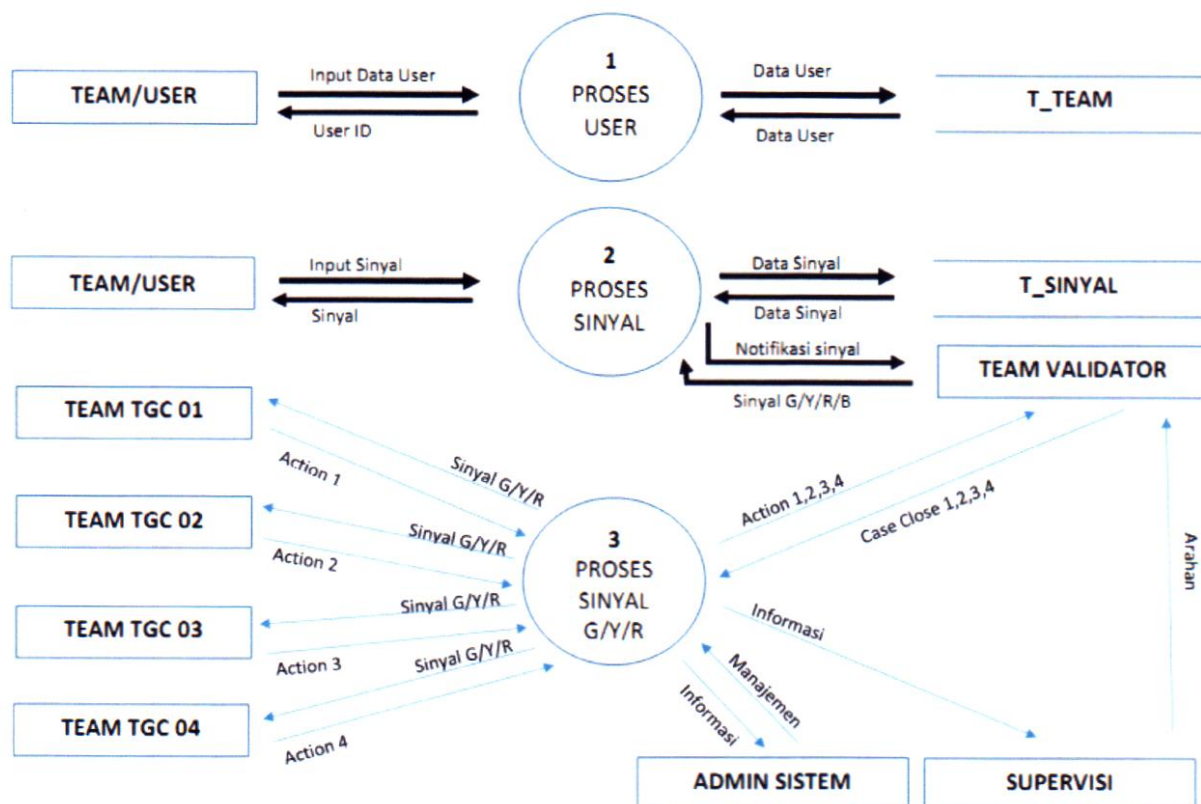 1
PROSES
USER
TEAM/USER
Input Data User
User ID
Data User
Data User
T_TEAM
2
PROSES
SINYAL
TEAM/USER
Input Sinyal
Sinyal
Data Sinyal
Data Sinyal
T_SINYAL
Notifikasi sinyal
Sinyal G/Y/R/B
TEAM VALIDATOR
TEAM TGC 01
Action 1
Sinyal G/Y/R
TEAM TGC 02
Action 2
Sinyal G/Y/R
TEAM TGC 03
Action 3
Sinyal G/Y/R
TEAM TGC 04
Action 4
Sinyal G/Y/R
3
PROSES
SINYAL
G/Y/R
Action 1,2,3,4
Case Close 1,2,3,4
Arahan
Informasi
Manajemen
Informasi
ADMIN SISTEM
SUPERVISI